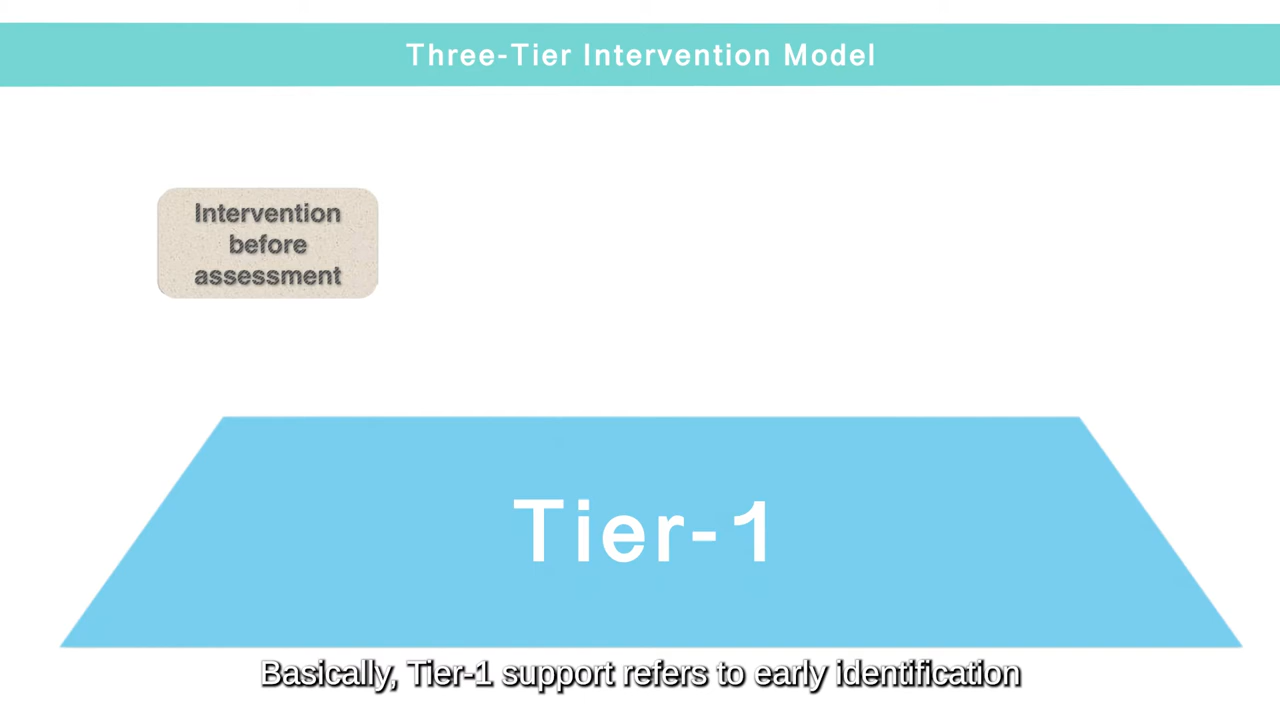 Three-Tier Intervention Model
Intervention
before
assessment
Tier-1
Basically, Tier-1 support refers to early identification